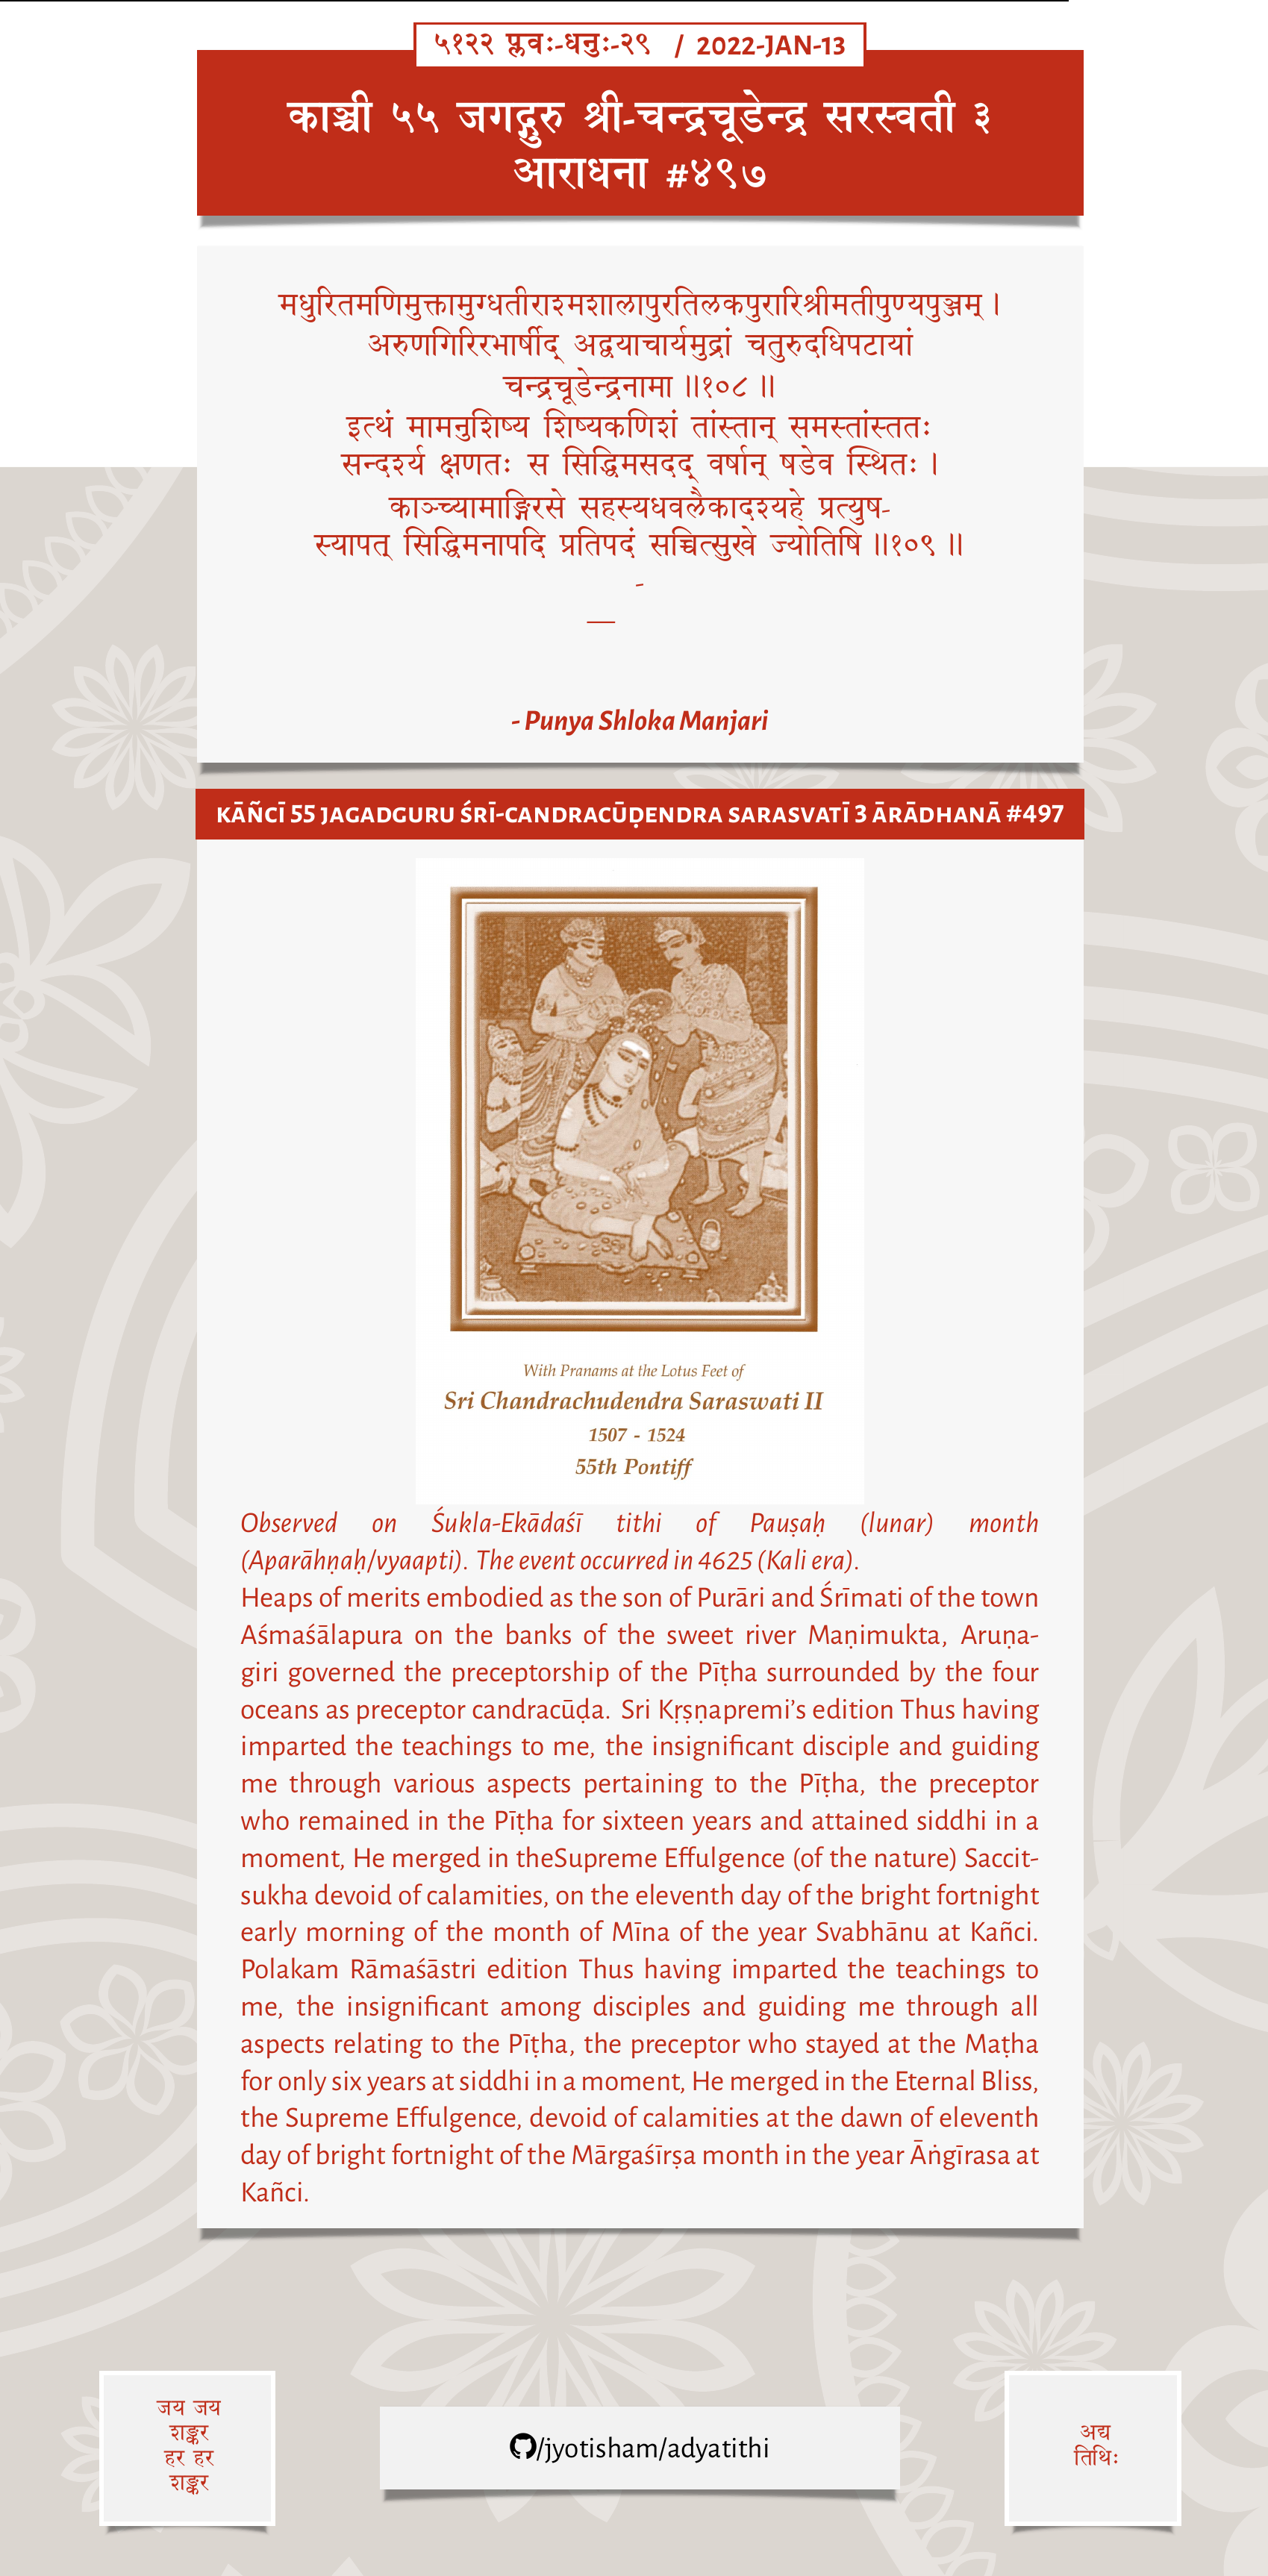 ५१२२ प्लवः-धनुः-२९ / 2022-JAN-13
काञ्ची ५५ जगद्गुरु श्री-चन्द्रचूडेन्द्र सरस्वती ३
आराधना #४९७
मधुरितमणिमुक्तामुग्धतीराश्मशालापुरतिलकपुरारिश्रीमतीपुण्यपुञ्जम् ।
अरुणगिरिरभार्षीद् अद्वयाचार्यमुद्रां चतुरुदधिपटायां
चन्द्रचूडेन्द्रनामा ॥१०८ ॥
इत्थं मामनुशिष्य शिष्यकणिशं तांस्तान् समस्तांस्ततः
सन्दर्श्य क्षणतः स सिद्धिमसदद् वर्षान् षडेव स्थितः ।
काञ्च्यामाङ्गिरसे सहस्यधवलैकादश्यहे प्रत्युष-
स्यापत् सिद्धिमनापदि प्रतिपदं सच्चित्सुखे ज्योतिषि ॥१०९ ॥
-
—
- Punya Shloka Manjari
KĀÑCĪ 55 JAGADGURU ŚRĪ-CANDRACŪḌENDRA SARASVATĪ 3 ĀRĀDHANĀ #497
With Pranams at the Lotus Feet of
Sri Chandrachudendra Saraswati II
1507 - 1524
55th Pontiff
Observed on Śukla-Ekādaśī tithi of Pauṣaḥ (lunar) month
(Aparāhṇaḥ/vyaapti). The event occurred in 4625 (Kali era).
Heaps of merits embodied as the son of Purāri and Śrīmati of the town
Aśmaśālapura on the banks of the sweet river Maṇimukta, Aruṇa-
giri governed the preceptorship of the Pīṭha surrounded by the four
oceans as preceptor candracūḍa. Sri Kṛṣṇapremi’s edition Thus having
imparted the teachings to me, the insignificant disciple and guiding
me through various aspects pertaining to the Pīṭha, the preceptor
who remained in the Pīṭha for sixteen years and attained siddhi in a
moment, He merged in theSupreme Effulgence (of the nature) Saccit-
sukha devoid of calamities, on the eleventh day of the bright fortnight
early morning of the month of Mīna of the year Svabhānu at Kañci.
Polakam Rāmaśāstri edition Thus having imparted the teachings to
me, the insignificant among disciples and guiding me through all
aspects relating to the Pīṭha, the preceptor who stayed at the Maṭha
for only six years at siddhi in a moment, He merged in the Eternal Bliss,
the Supreme Effulgence, devoid of calamities at the dawn of eleventh
day of bright fortnight of the Mārgaśīrṣa month in the year Āṅgīrasa at
Kañci.
जय जय
शङ्कर
हर हर
शङ्कर
/jyotisham/adyatithi
अद्य
तिथिः